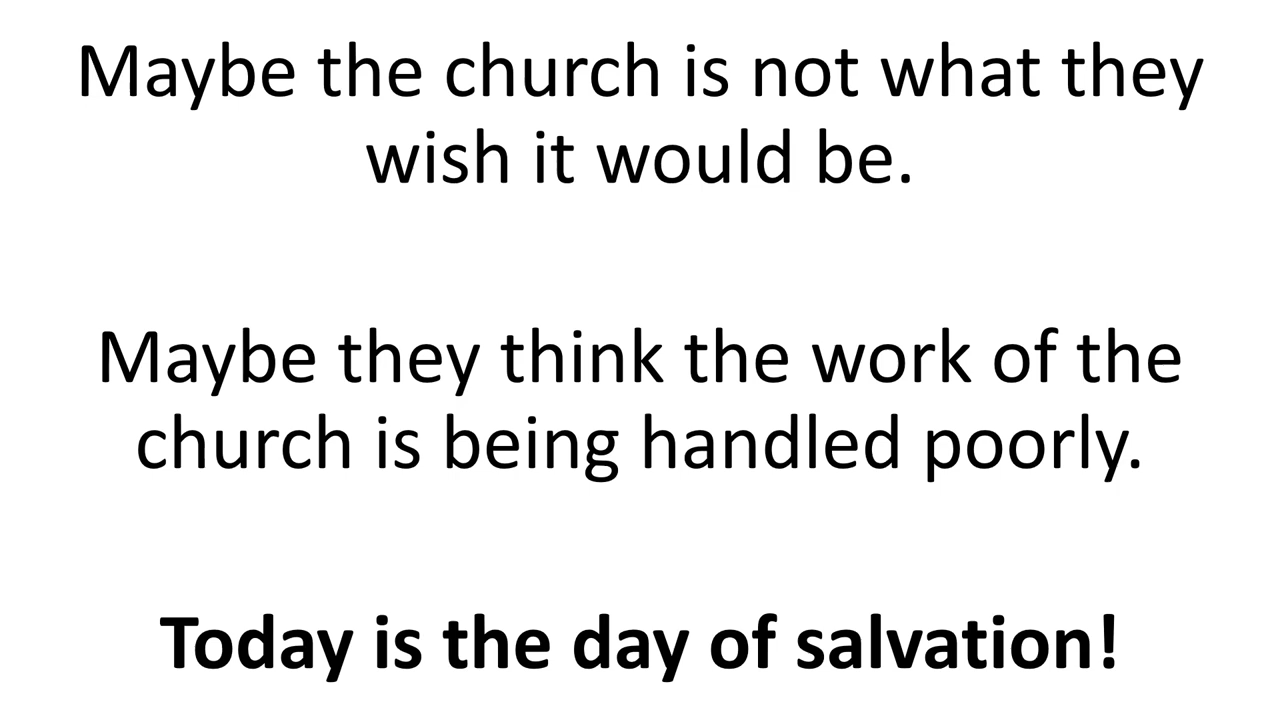 Maybe the church is not what they
wish it would be.
Maybe they think the work of the
church is being handled poorly.
Today is the day of salvation!